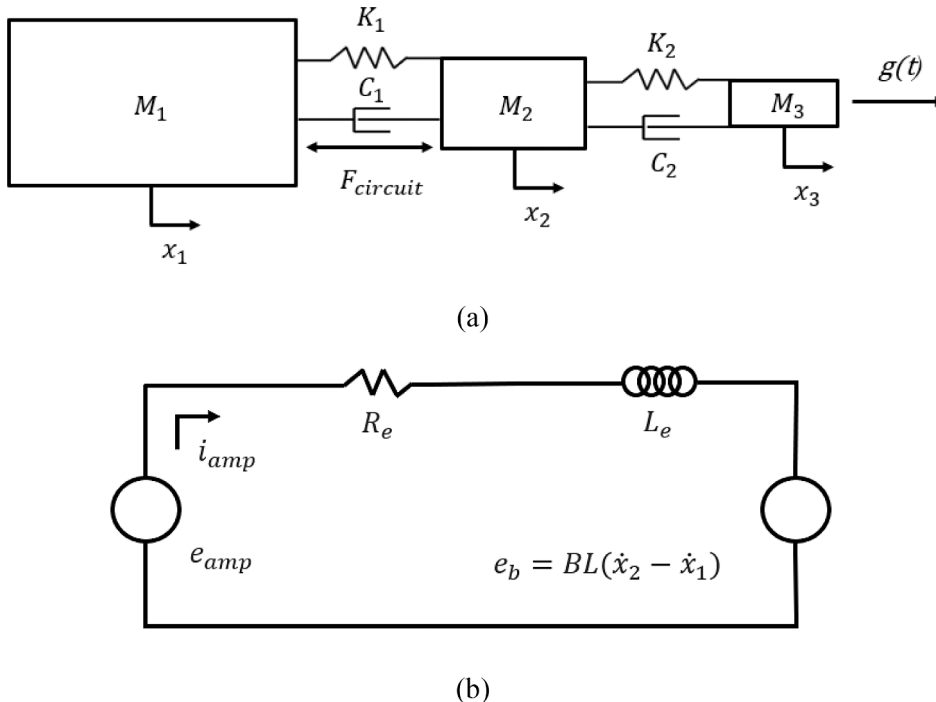 K₁
K₂
g(t)
M₁
C₁
M₂
M₃
F_circuit
C₂
x₁
x₂
x₃
(a)
R_e
L_e
i_amp
e_amp
e_b = BL(ẋ₂ − ẋ₁)
(b)